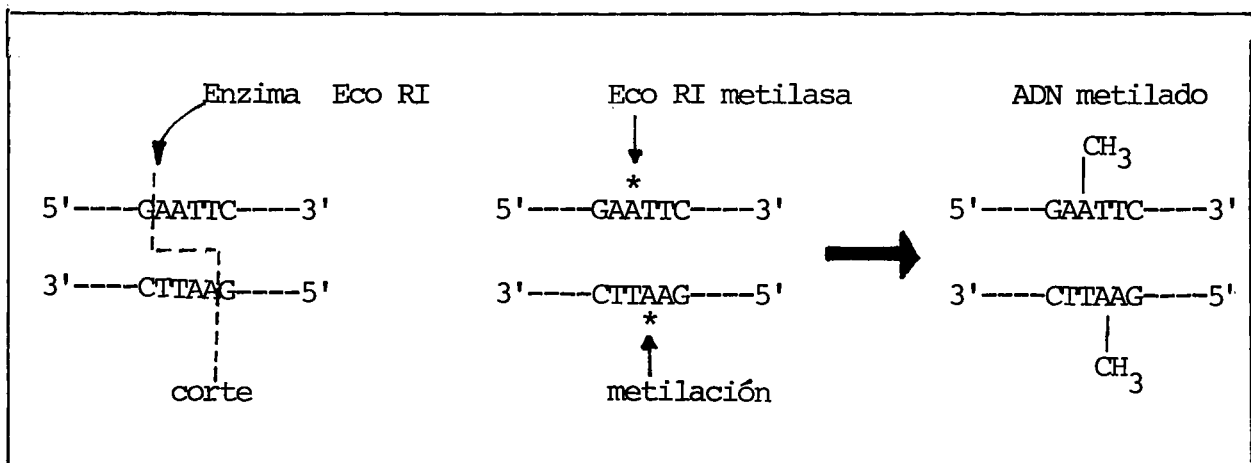 Enzima Eco RI
Eco RI metilasa
ADN metilado
CH3
*
5'----GAATTC----3'
5'----GAATTC----3'
5'----GAATTC----3'
3'----CTTAAG----5'
3'----CTTAAG----5'
3'----CTTAAG----5'
*
CH3
corte
metilación